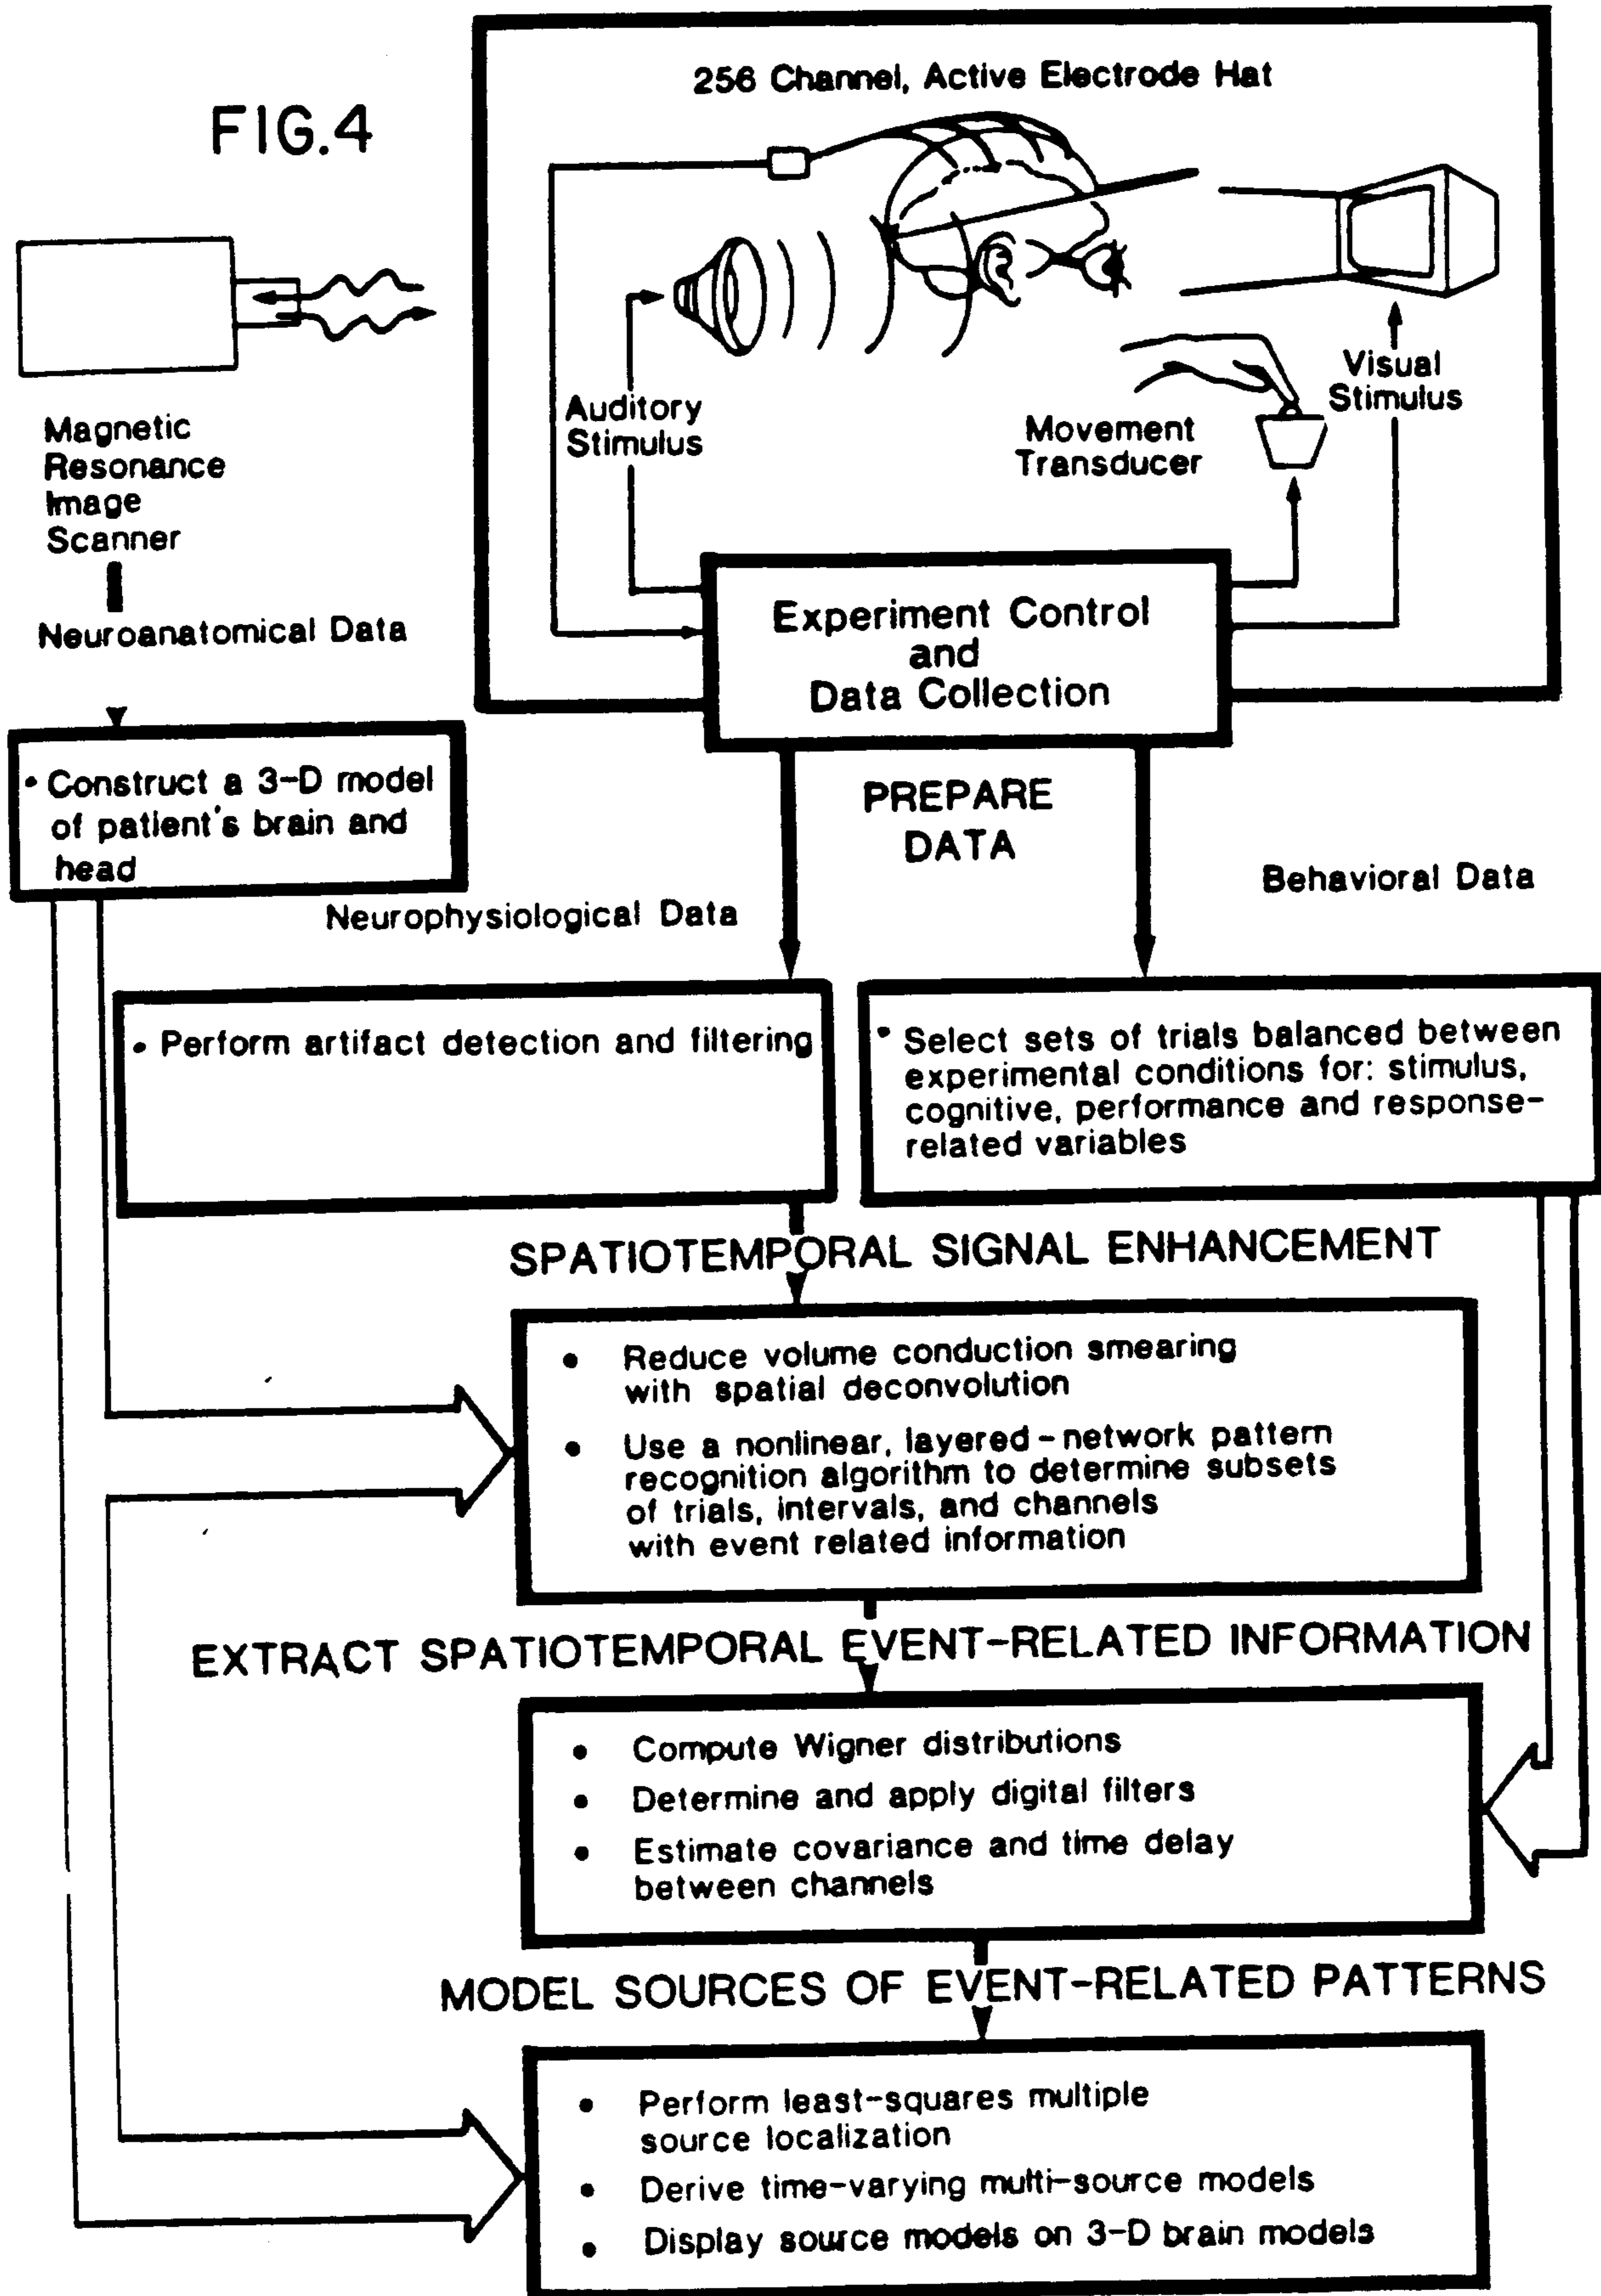 FIG.4
256 Channel, Active Electrode Hat
Magnetic
Resonance
Image
Scanner
Neuroanatomical Data
Auditory
Stimulus
Movement
Transducer
Visual
Stimulus
Experiment Control
and
Data Collection
• Construct a 3-D model
of patient's brain and
head
PREPARE
DATA
Neurophysiological Data
Behavioral Data
• Perform artifact detection and filtering
• Select sets of trials balanced between
experimental conditions for: stimulus,
cognitive, performance and response-
related variables
SPATIOTEMPORAL SIGNAL ENHANCEMENT
• Reduce volume conduction smearing
with spatial deconvolution
• Use a nonlinear, layered-network pattern
recognition algorithm to determine subsets
of trials, intervals, and channels
with event related information
EXTRACT SPATIOTEMPORAL EVENT-RELATED INFORMATION
• Compute Wigner distributions
• Determine and apply digital filters
• Estimate covariance and time delay
between channels
MODEL SOURCES OF EVENT-RELATED PATTERNS
• Perform least-squares multiple
source localization
• Derive time-varying multi-source models
• Display source models on 3-D brain models